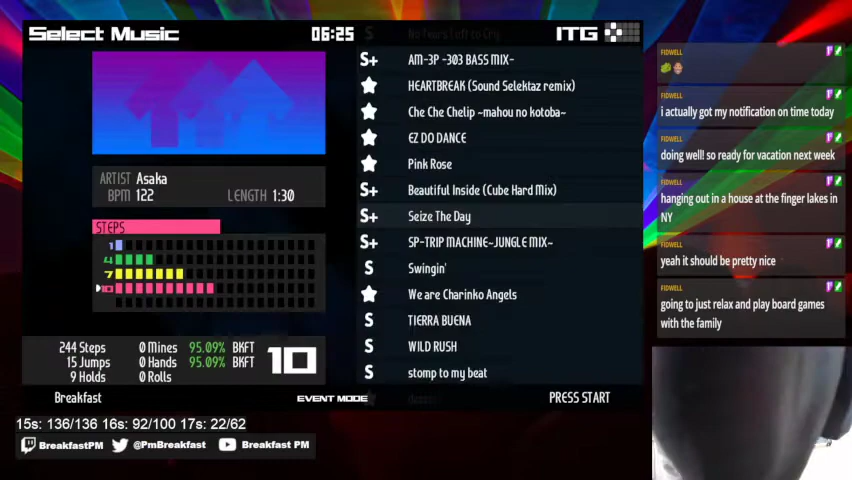 Select Music
06:25
ITG
S No Tears Left to Cry
S+ AM-3P -303 BASS MIX-
HEARTBREAK (Sound Selektaz remix)
Che Che Chelip ~mahou no kotoba~
EZ DO DANCE
Pink Rose
S+ Beautiful Inside (Cube Hard Mix)
S+ Seize The Day
S+ SP-TRIP MACHINE~JUNGLE MIX~
S Swingin'
We are Charinko Angels
S TIERRA BUENA
S WILD RUSH
S stomp to my beat
ARTIST Asaka
BPM 122 LENGTH 1:30
STEPS
1
4
7
10
244 Steps 0 Mines 95.09% BKFT
15 Jumps 0 Hands 95.09% BKFT
9 Holds 0 Rolls
10
Breakfast EVENT MODE PRESS START
15s: 136/136 16s: 92/100 17s: 22/62
BreakfastPM @PmBreakfast Breakfast PM
FIDWELL
FIDWELL
i actually got my notification on time today
FIDWELL
doing well! so ready for vacation next week
FIDWELL
hanging out in a house at the finger lakes in
NY
FIDWELL
yeah it should be pretty nice
FIDWELL
going to just relax and play board games
with the family